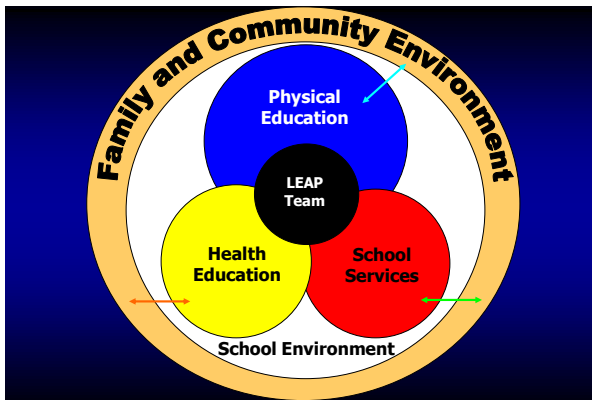 Family and Community Environment
Physical
Education
LEAP
Team
Health
Education
School
Services
School Environment